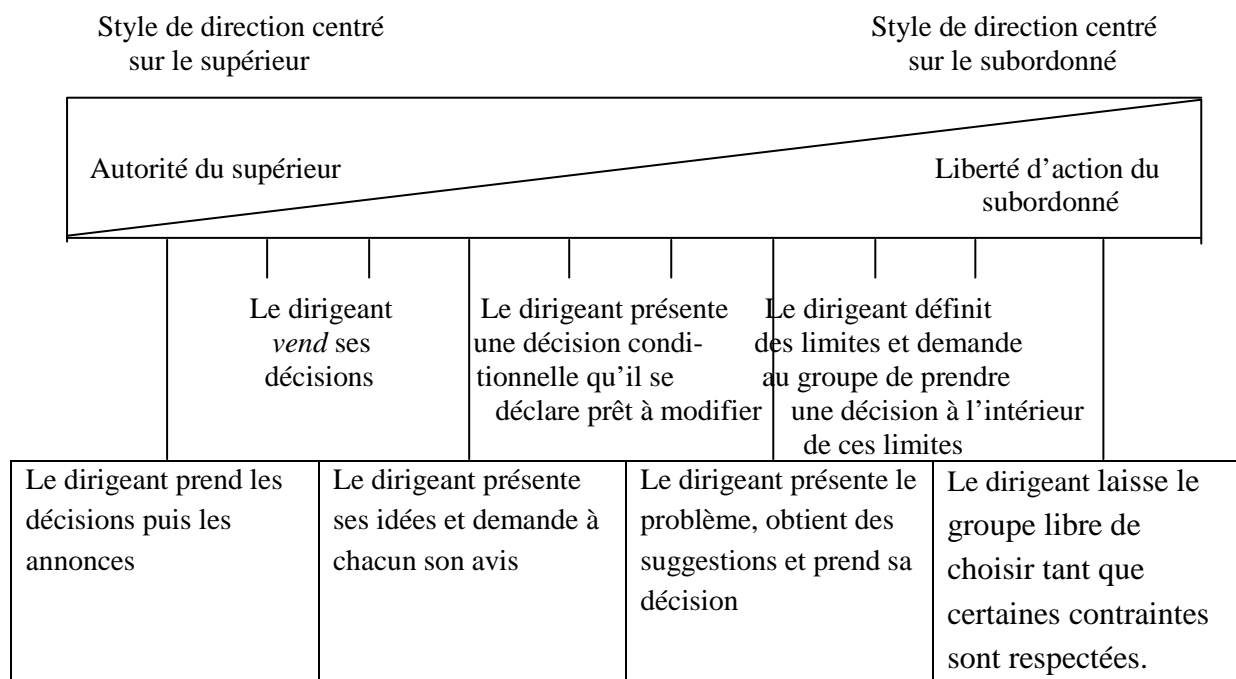 Style de direction centré
sur le supérieur
Style de direction centré
sur le subordonné
Autorité du supérieur
Liberté d’action du
subordonné
Le dirigeant
vend ses
décisions
Le dirigeant présente
une décision condi-
tionnelle qu’il se
déclare prêt à modifier
Le dirigeant définit
des limites et demande
au groupe de prendre
une décision à l’intérieur
de ces limites
Le dirigeant prend les
décisions puis les
annonces
Le dirigeant présente
ses idées et demande à
chacun son avis
Le dirigeant présente le
problème, obtient des
suggestions et prend sa
décision
Le dirigeant laisse le
groupe libre de
choisir tant que
certaines contraintes
sont respectées.